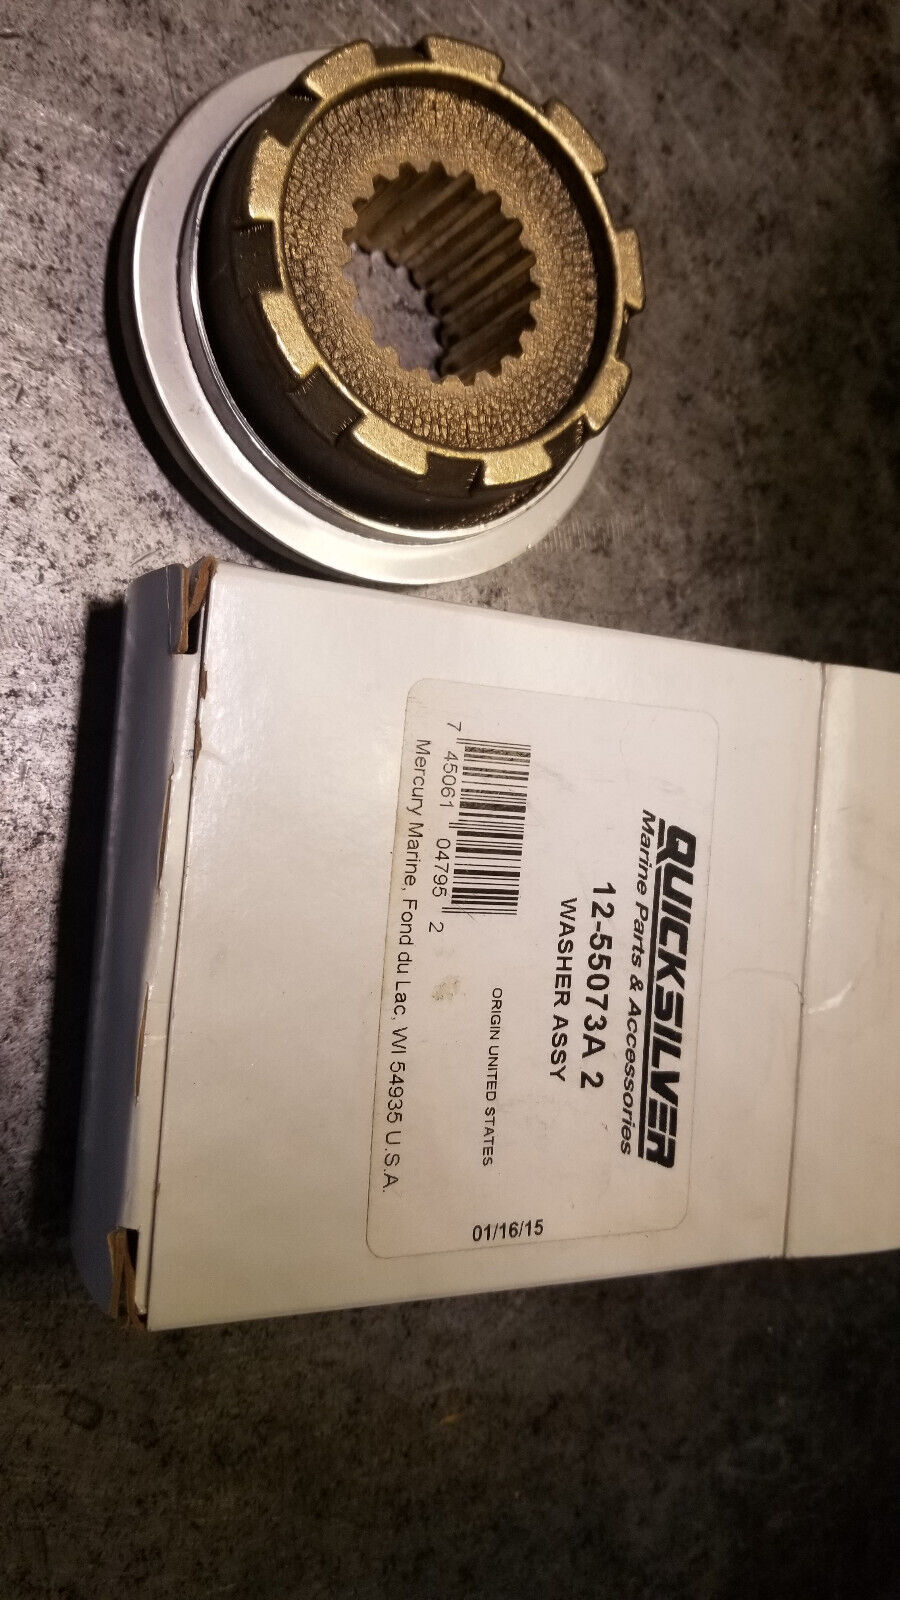 QUICKSILVER
Marine Parts & Accessories
12-55073A 2
WASHER ASSY
ORIGIN UNITED STATES
7 45061 04795 2
Mercury Marine, Fond du Lac, WI 54935 U.S.A.
01/16/15